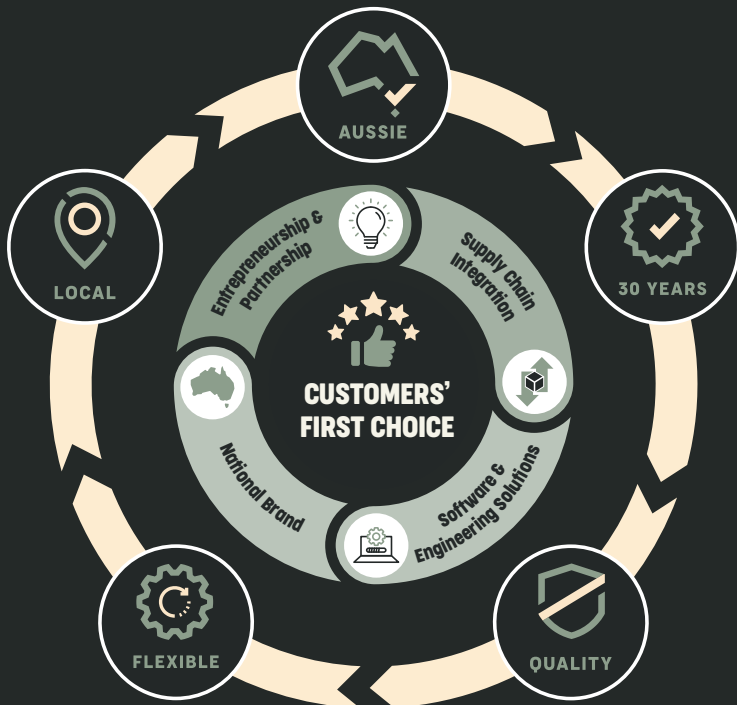 AUSSIE
LOCAL
30 YEARS
Entrepreneurship &
Partnership
Supply Chain
Integration
CUSTOMERS’
FIRST CHOICE
National Brand
Software &
Engineering Solutions
FLEXIBLE
QUALITY